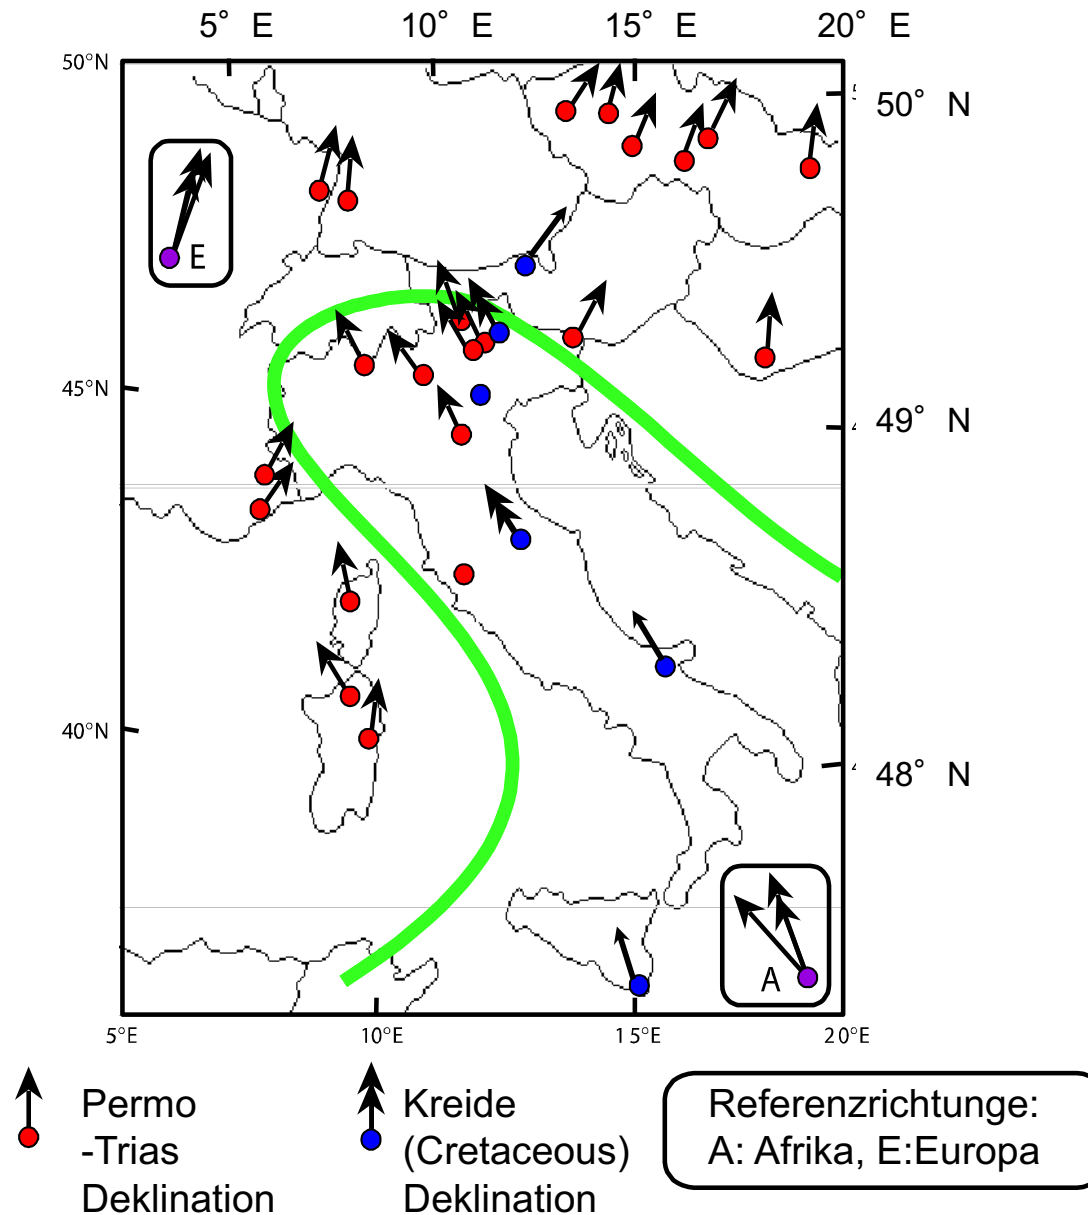 5° E 10° E 15° E 20° E
50°N
50° N
E
45°N
49° N
40°N
48° N
A
5°E 10°E 15°E 20°E
Permo
-Trias
Deklination
Kreide
(Cretaceous)
Deklination
Referenzrichtunge:
A: Afrika, E:Europa